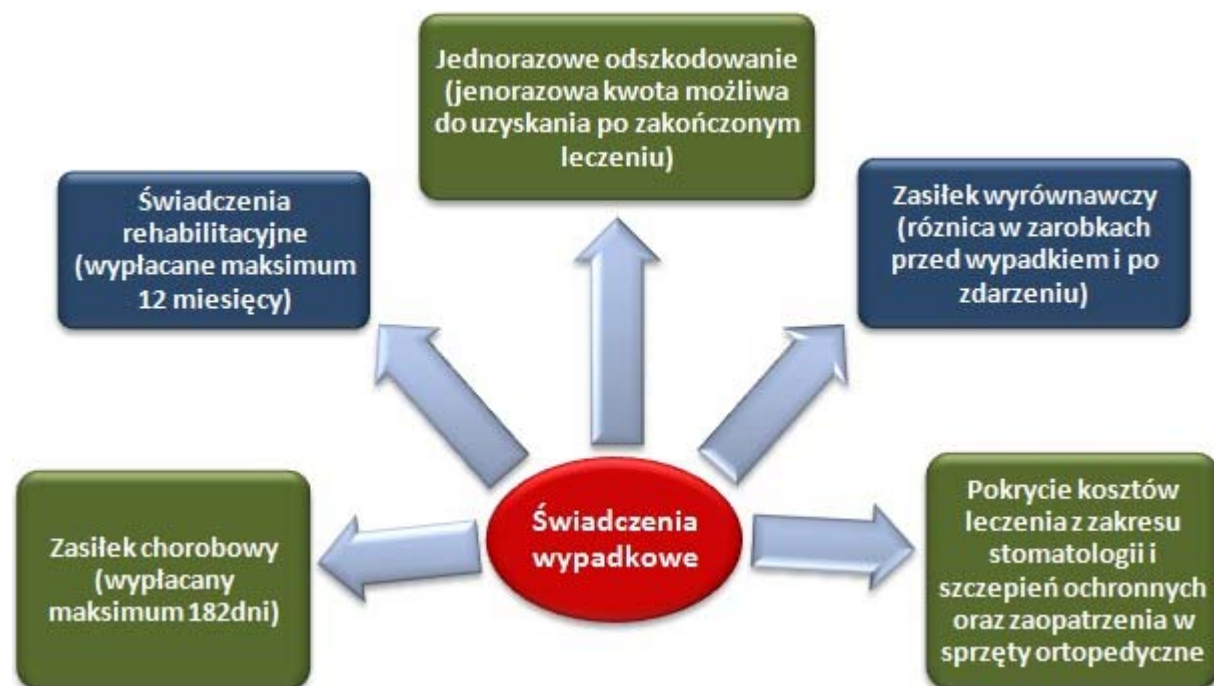 Jednorazowe odszkodowanie
(jenorazowa kwota możliwa
do uzyskania po zakończonym
leczeniu)
Świadczenia
rehabilitacyjne
(wypłacane maksimum
12 miesięcy)
Zasiłek wyrównawczy
(róznica w zarobkach
przed wypadkiem i po
zdarzeniu)
Zasiłek chorobowy
(wypłacany
maksimum 182dni)
Świadczenia
wypadkowe
Pokrycie kosztów
leczenia z zakresu
stomatologii i
szczepień ochronnych
oraz zaopatrzenia w
sprzęty ortopedyczne